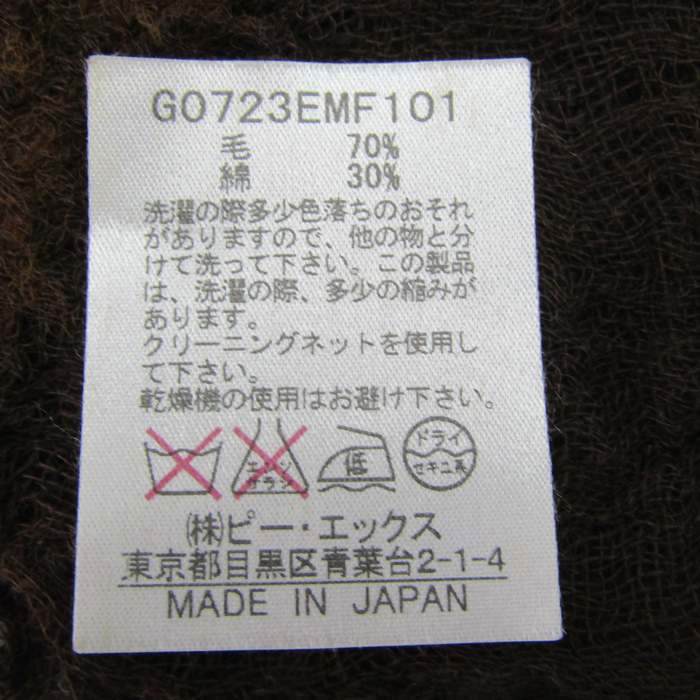 G0723EMF101
毛 70%
綿 30%
洗濯の際多少色落ちのおそれ
がありますので、他の物と分
けて洗って下さい。この製品
は、洗濯の際、多少の縮みが
あります。
クリーニングネットを使用し
て下さい。
乾燥機の使用はお避け下さい。
エンソ
サラシ
低
ドライ
セキユ系
㈱ピー・エックス
東京都目黒区青葉台2-1-4
MADE IN JAPAN